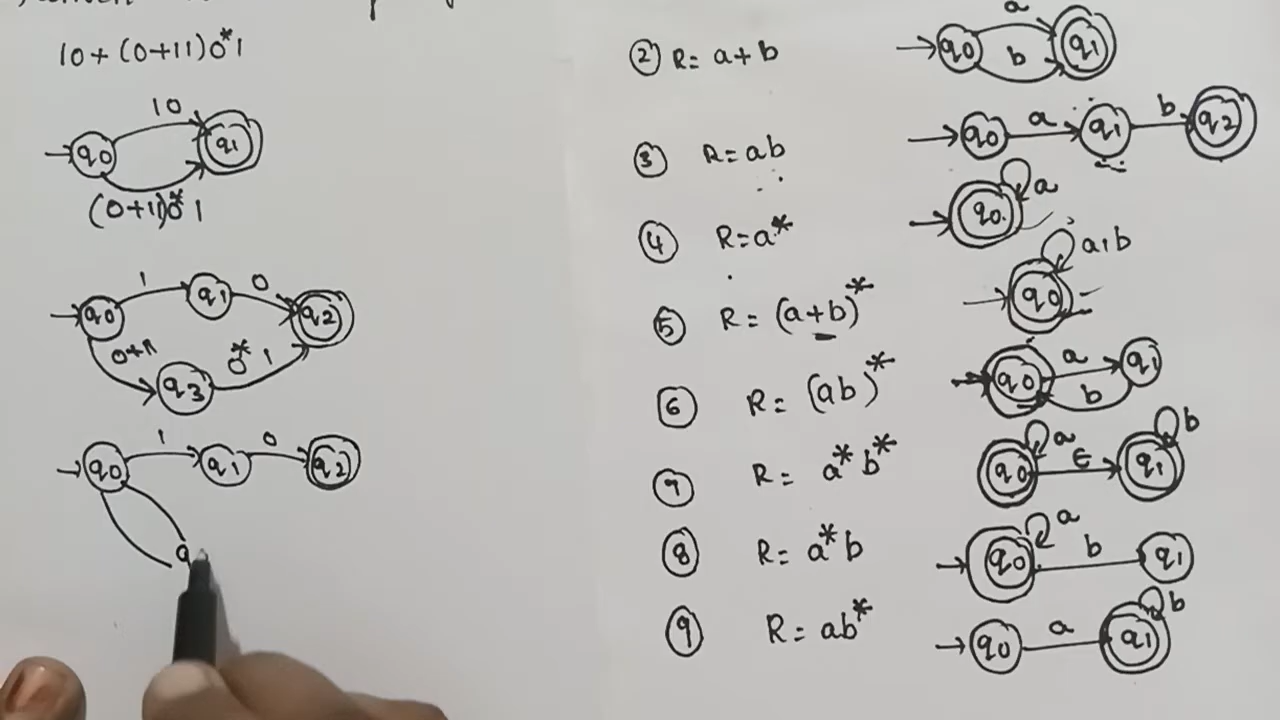 10 + (0+11)0*1
10
q0 q1
(0+11)0* 1
1 0
q0 q1 q2
0+11 0* 1
q3
1 0
q0 q1 q2
q
② R = a + b
a
q0 q1
b
③ R = ab
a b
q0 q1 q2
④ R = a*
q0 a
⑤ R = (a+b)*
a,b
q0
⑥ R = (ab)*
q0 a q1
b
7 R = a* b*
a b
q0 ε q1
⑧ R = a* b
a
q0 b q1
⑨ R = ab*
b
q0 a q1